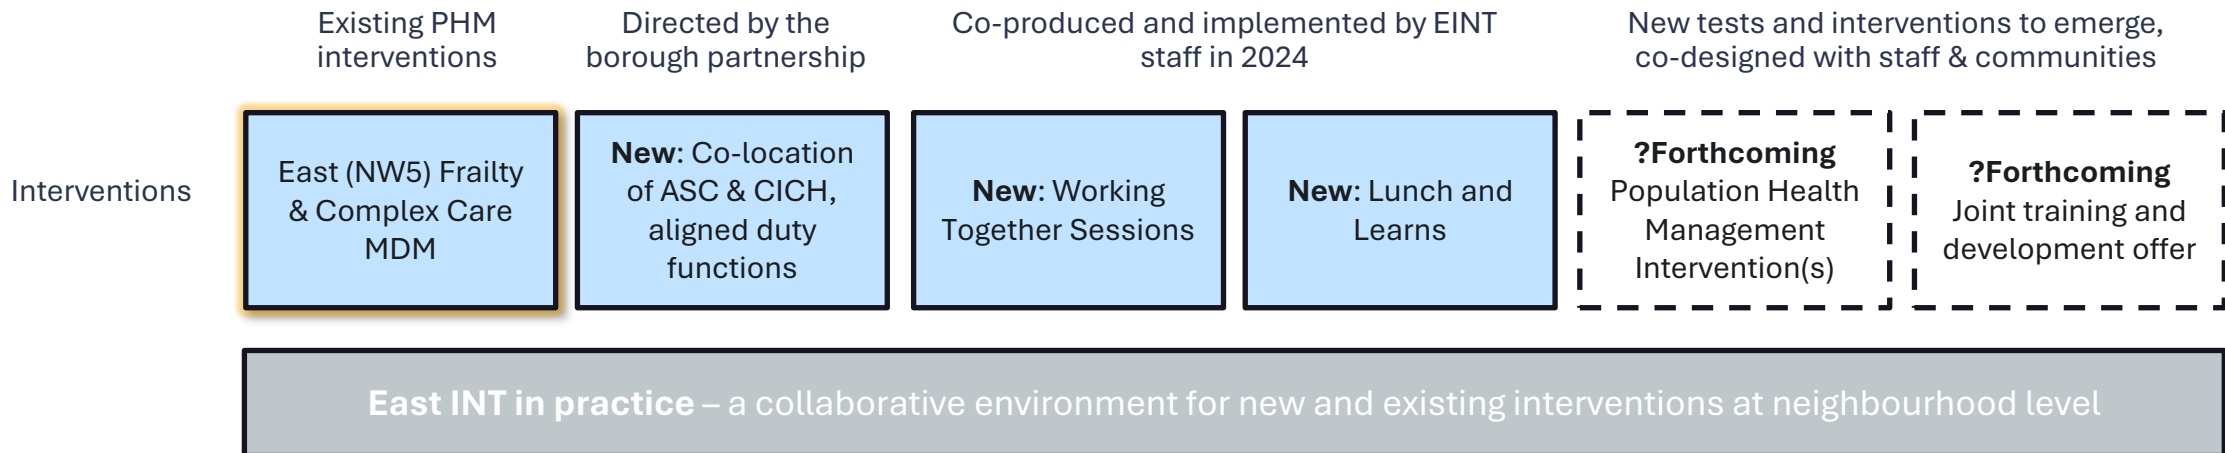 Existing PHM
interventions
Directed by the
borough partnership
Co-produced and implemented by EINT
staff in 2024
New tests and interventions to emerge,
co-designed with staff & communities
Interventions
East (NW5) Frailty
& Complex Care
MDM
New: Co-location
of ASC & CICH,
aligned duty
functions
New: Working
Together Sessions
New: Lunch and
Learns
?Forthcoming
Population Health
Management
Intervention(s)
?Forthcoming
Joint training and
development offer
East INT in practice – a collaborative environment for new and existing interventions at neighbourhood level